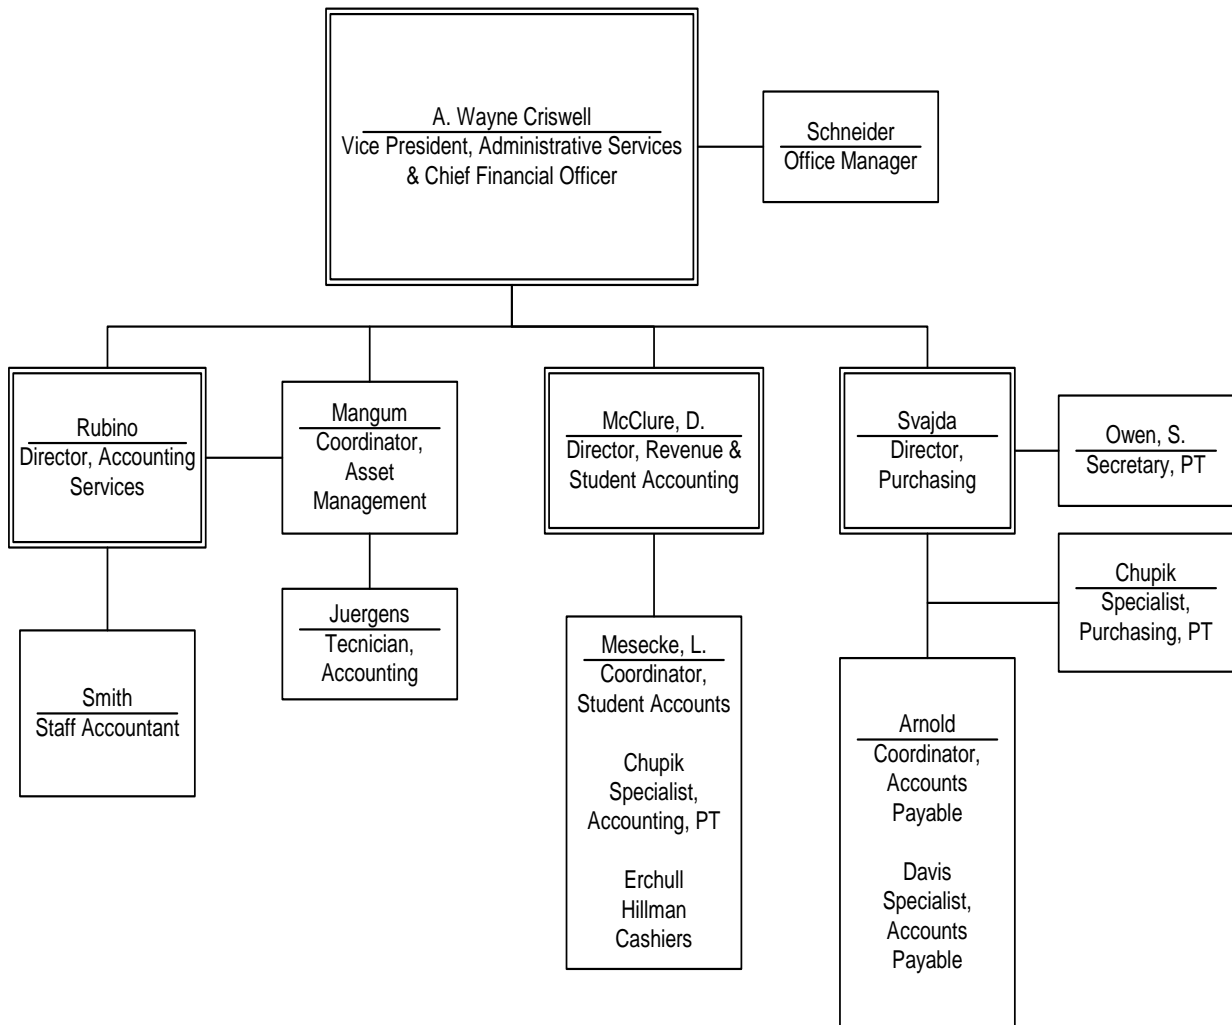 A. Wayne Criswell
Vice President, Administrative Services
& Chief Financial Officer
Schneider
Office Manager
Rubino
Director, Accounting
Services
Mangum
Coordinator,
Asset
Management
McClure, D.
Director, Revenue &
Student Accounting
Svajda
Director,
Purchasing
Owen, S.
Secretary, PT
Chupik
Specialist,
Purchasing, PT
Smith
Staff Accountant
Juergens
Tecnician,
Accounting
Mesecke, L.
Coordinator,
Student Accounts
Chupik
Specialist,
Accounting, PT
Erchull
Hillman
Cashiers
Arnold
Coordinator,
Accounts
Payable
Davis
Specialist,
Accounts
Payable